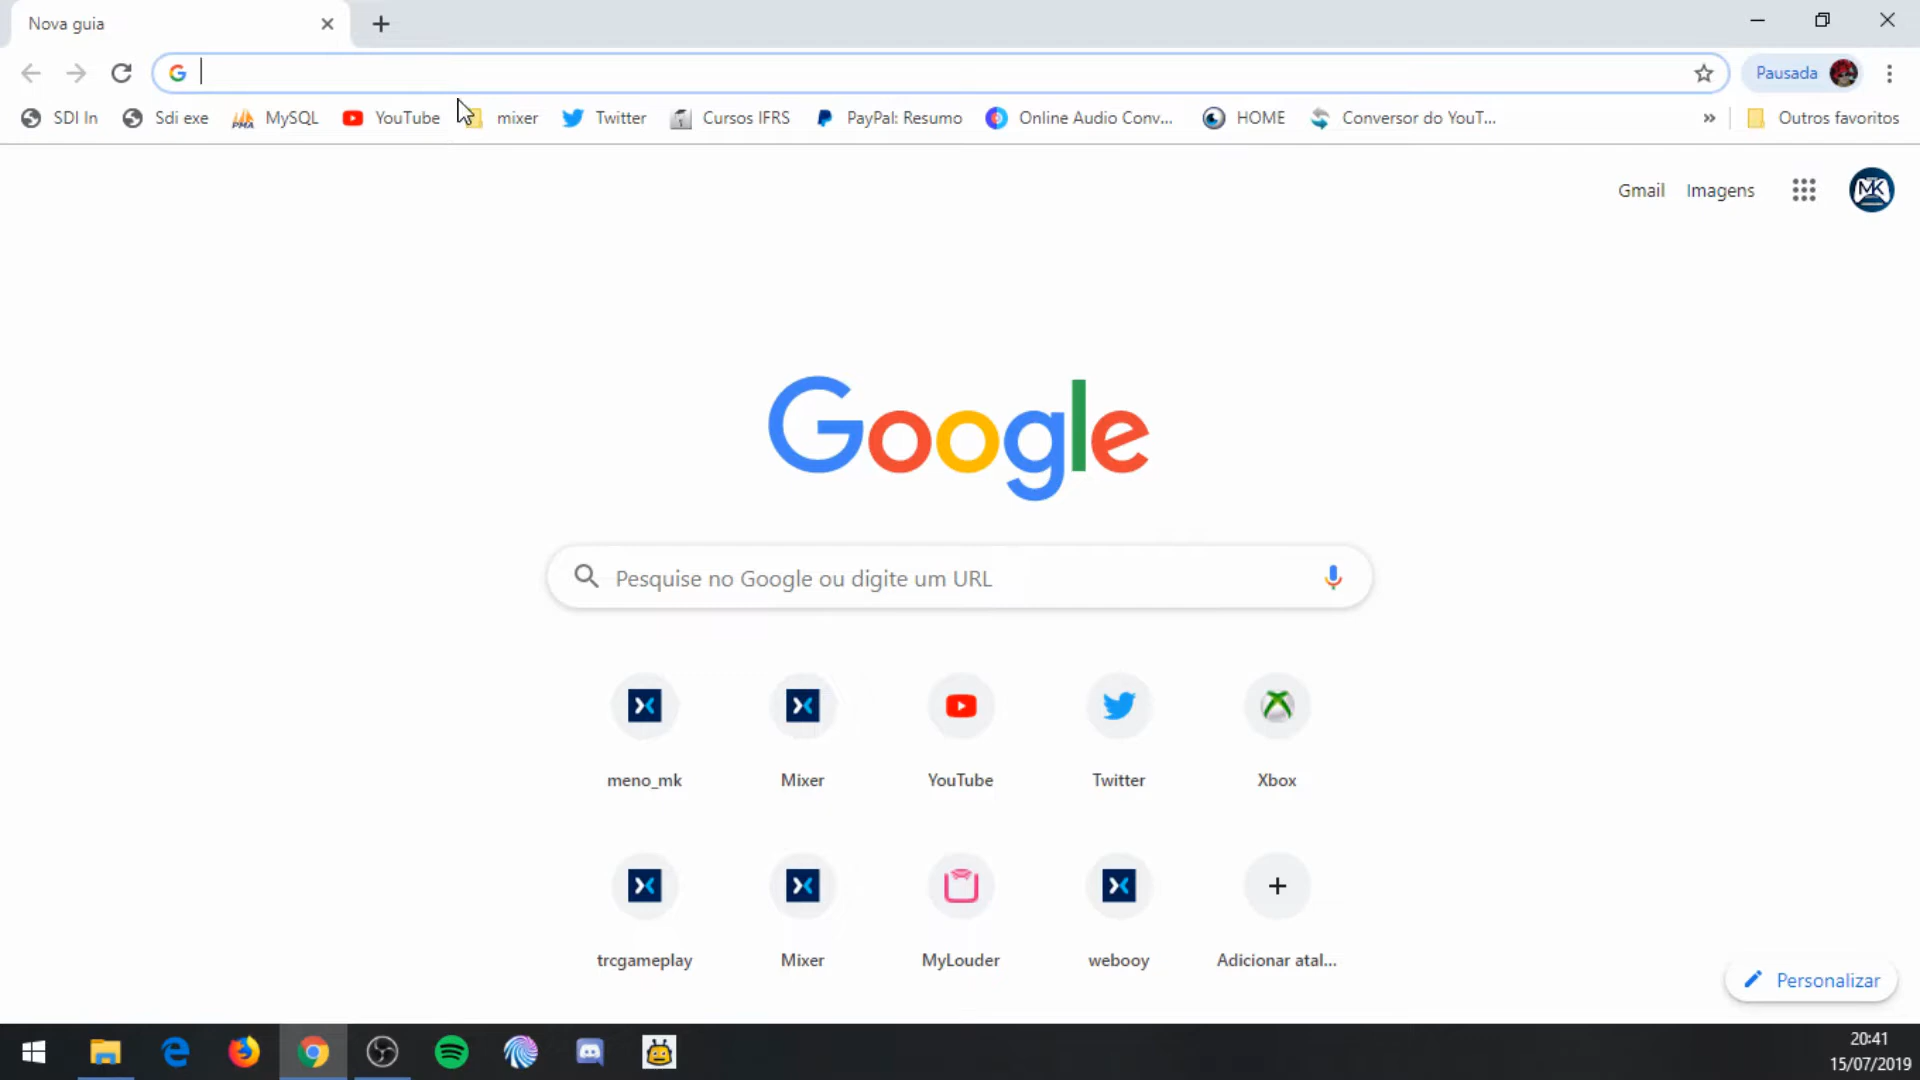 Nova guia
Pausada
SDI In Sdi exe MySQL YouTube mixer Twitter Cursos IFRS PayPal: Resumo Online Audio Conv... HOME Conversor do YouT... » Outros favoritos
Gmail Imagens
MK
Google
Pesquise no Google ou digite um URL
meno_mk Mixer YouTube Twitter Xbox
trcgameplay Mixer MyLouder webooy Adicionar atal...
Personalizar
20:41
15/07/2019